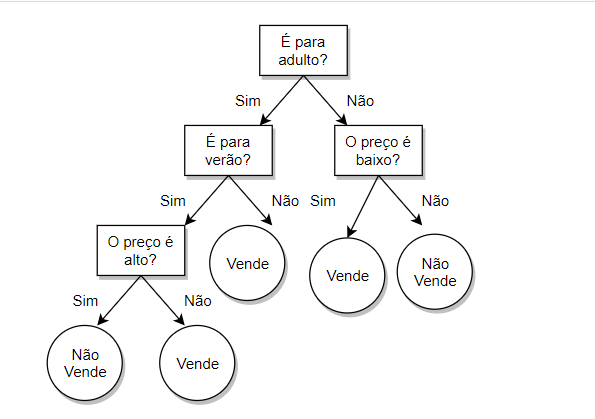 É para
adulto?
Sim
Não
É para
verão?
O preço é
baixo?
Sim
Não
Sim
Não
O preço é
alto?
Vende
Vende
Não
Vende
Sim
Não
Não
Vende
Vende